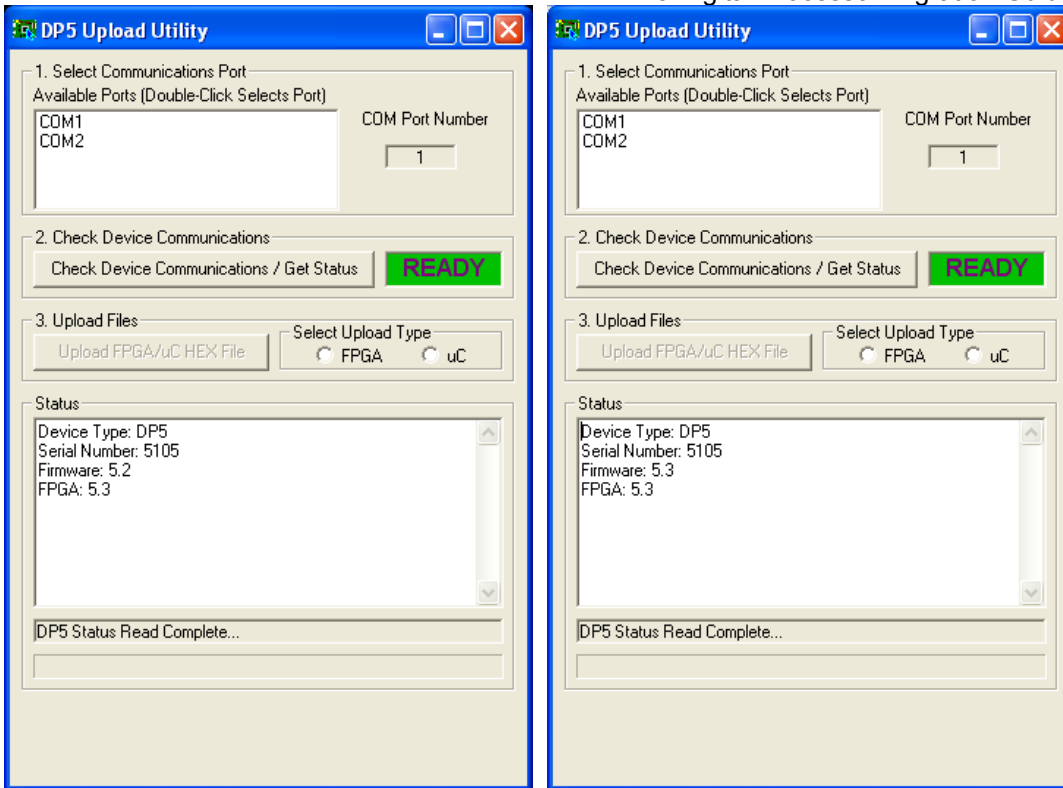 DP5 Upload Utility
1. Select Communications Port
Available Ports (Double-Click Selects Port)
COM1
COM2
COM Port Number
1
2. Check Device Communications
Check Device Communications / Get Status
READY
3. Upload Files
Upload FPGA/uC HEX File
Select Upload Type
FPGA uC
Status
Device Type: DP5
Serial Number: 5105
Firmware: 5.2
FPGA: 5.3
DP5 Status Read Complete...
DP5 Upload Utility
1. Select Communications Port
Available Ports (Double-Click Selects Port)
COM1
COM2
COM Port Number
1
2. Check Device Communications
Check Device Communications / Get Status
READY
3. Upload Files
Upload FPGA/uC HEX File
Select Upload Type
FPGA uC
Status
Device Type: DP5
Serial Number: 5105
Firmware: 5.3
FPGA: 5.3
DP5 Status Read Complete...